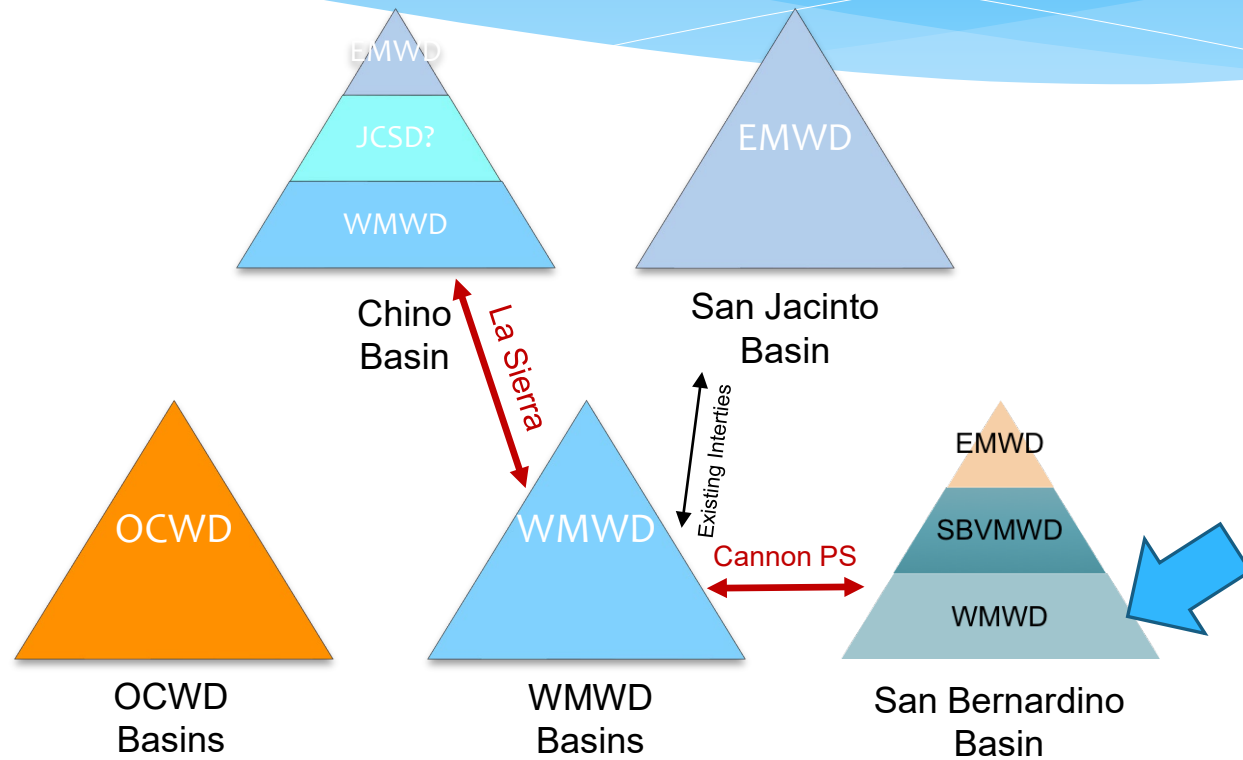 EMWD
JCSD?
WMWD
Chino
Basin
EMWD
San Jacinto
Basin
La Sierra
Existing Interties
OCWD
OCWD
Basins
WMWD
WMWD
Basins
Cannon PS
EMWD
SBVMWD
WMWD
San Bernardino
Basin